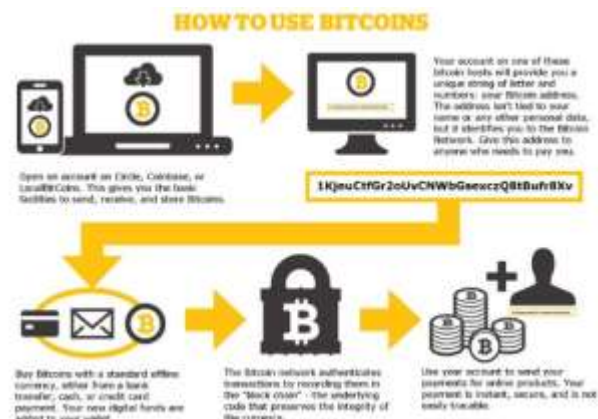 HOW TO USE BITCOINS
Your account on one of these
bitcoin hosts will provide you a
unique string of letter and
numbers: your Bitcoin address.
The address isn't tied to your
name or any other personal data,
but it identifies you to the Bitcoin
Network. Give this address to
anyone who needs to pay you.
Open an account on Circle, Coinbase, or
LocalBitCoins. This gives you the basic
facilities to send, receive, and store Bitcoins.
Buy Bitcoins with a standard offline
currency, either from a bank
transfer, cash, or credit card
payment. Your new digital funds are
added to your wallet.
The Bitcoin network authenticates
transactions by recording them in
the "block chain" - the underlying
code that preserves the integrity of
the currency.
Use your account to send your
payments for online products. Your
payment is instant, secure, and is not
easily traceable.